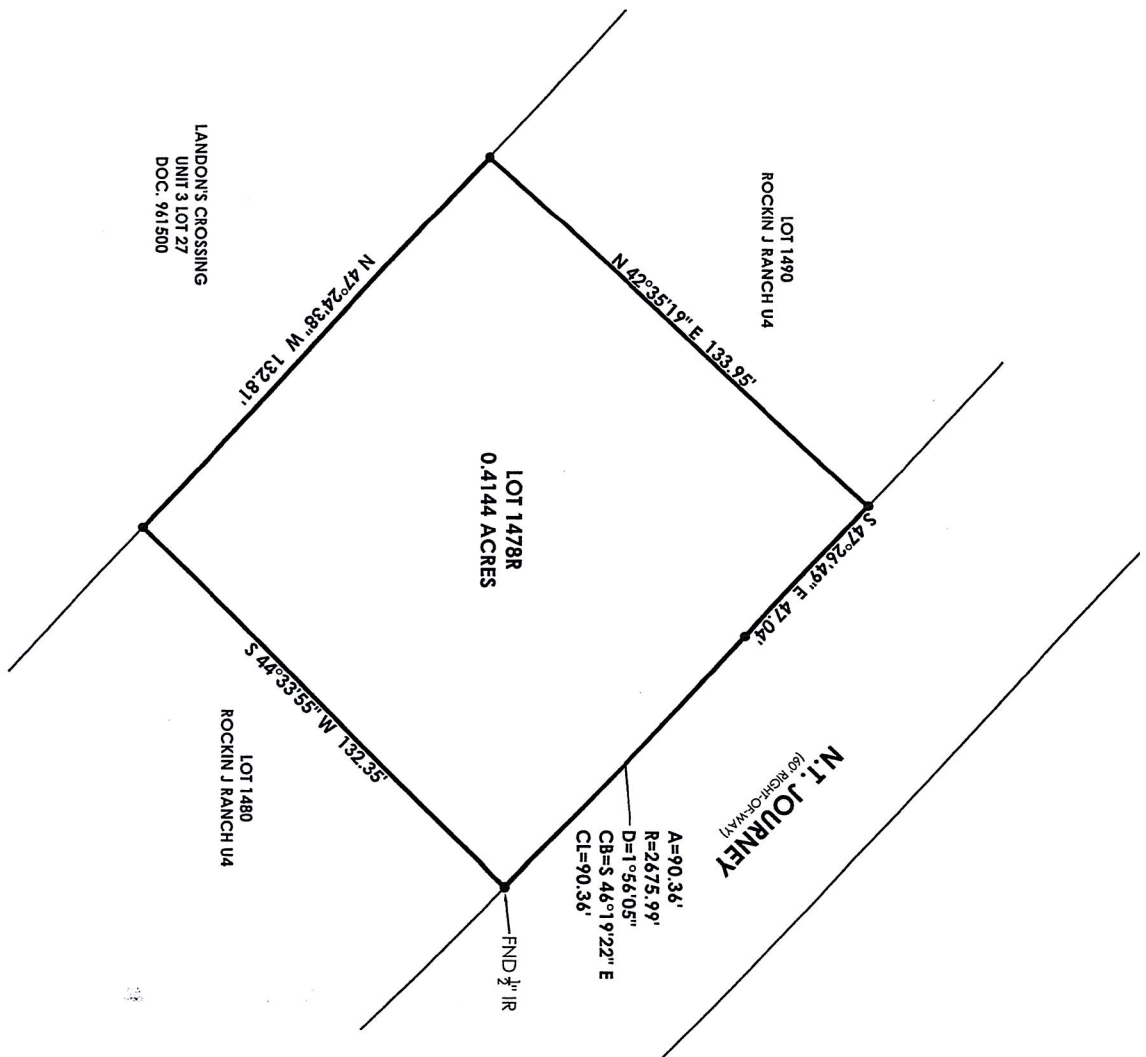 LOT 1490
ROCKIN J RANCH U4
N 42°35'19" E 133.95'
S 47°26'49" E 47.04'
N.T. JOURNEY
(60' RIGHT-OF-WAY)
A=90.36'
R=2675.99'
D=1°56'05"
CB=S 46°19'22" E
CL=90.36'
FND ½" IR
LOT 1478R
0.4144 ACRES
LANDON'S CROSSING
UNIT 3 LOT 27
DOC. 961500
N 47°24'38" W 132.81'
S 44°33'55" W 132.35'
LOT 1480
ROCKIN J RANCH U4